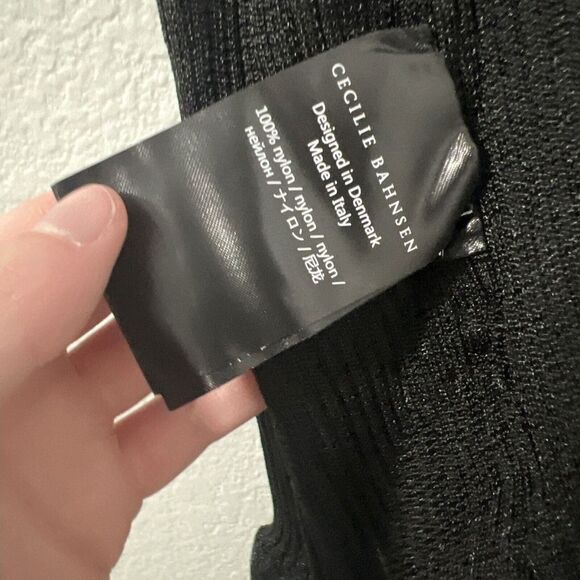 CECILIE BAHNSEN
Designed in Denmark
Made in Italy
100% nylon / nylon / nylon /
нейлон / ナイロン / 尼龙